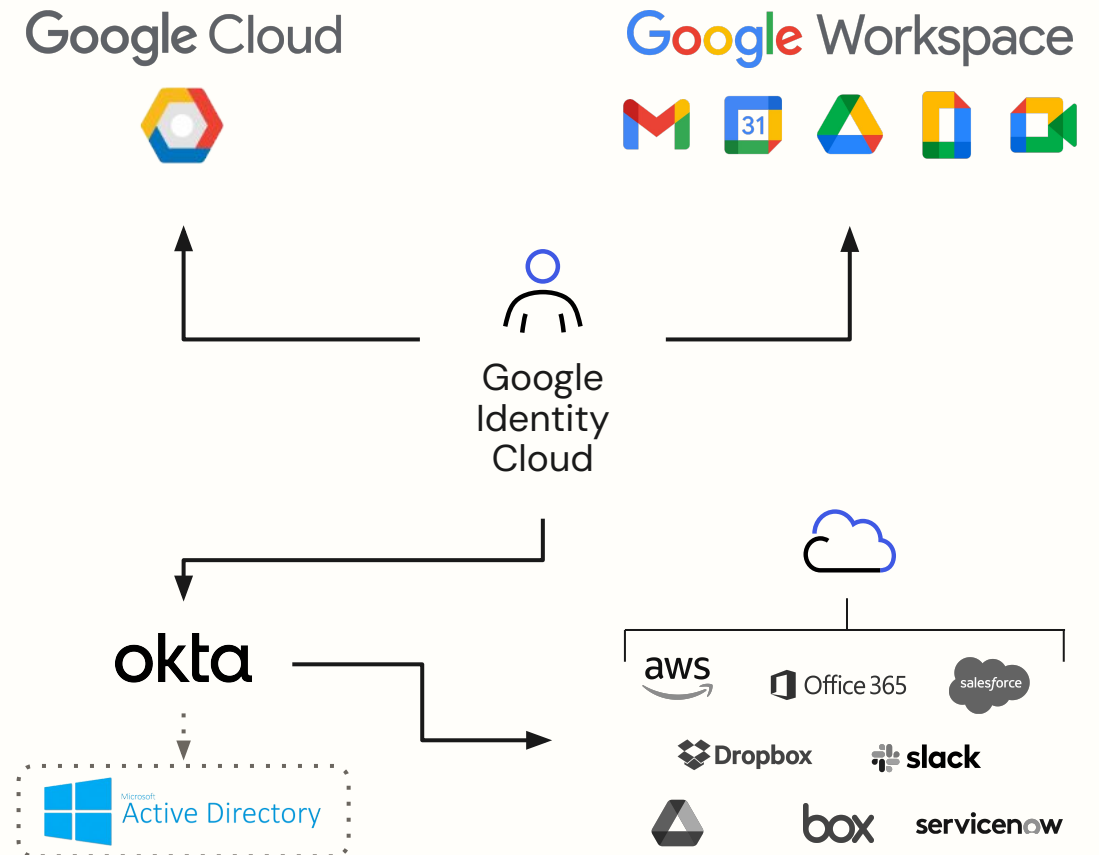 Google Cloud
Google Workspace
31
Google
Identity
Cloud
okta
aws
Office 365
salesforce
Dropbox
slack
Microsoft
Active Directory
box
servicenow